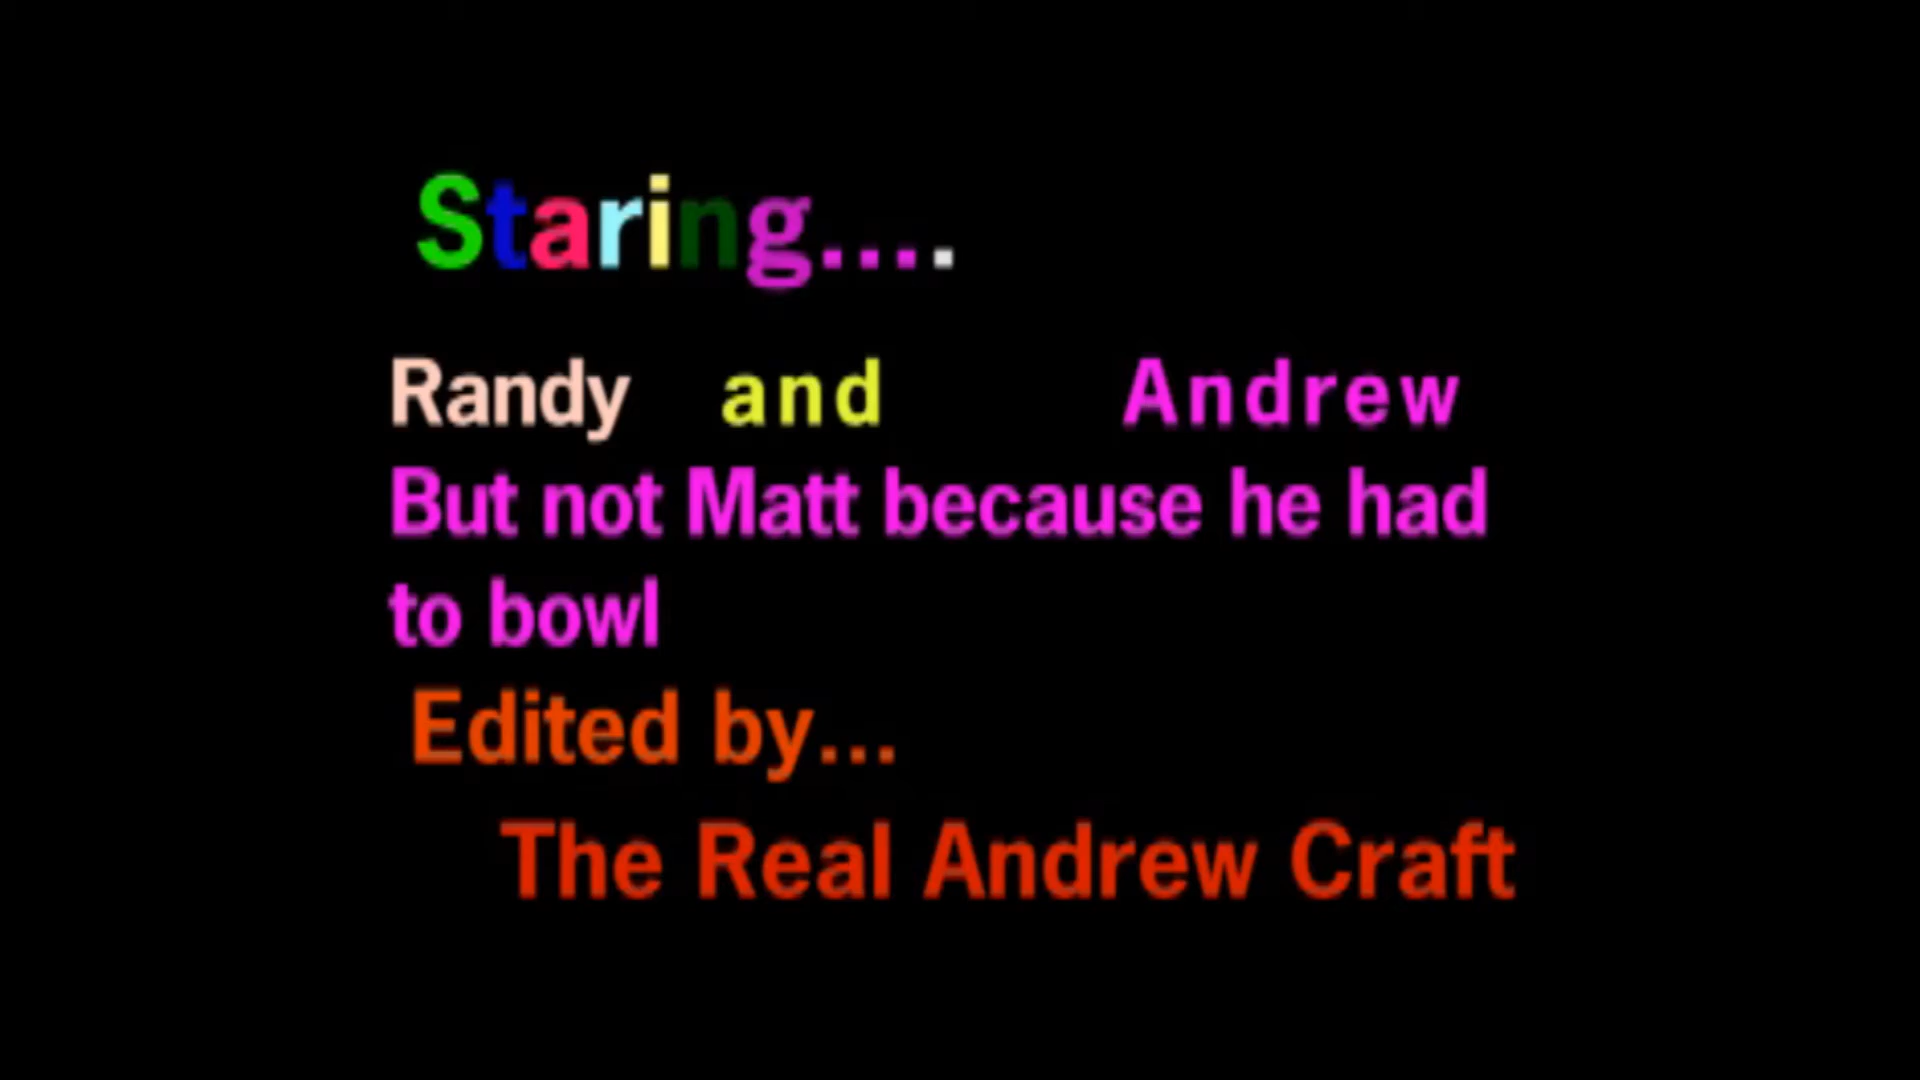 Staring....
Randy and Andrew
But not Matt because he had
to bowl
Edited by...
The Real Andrew Craft